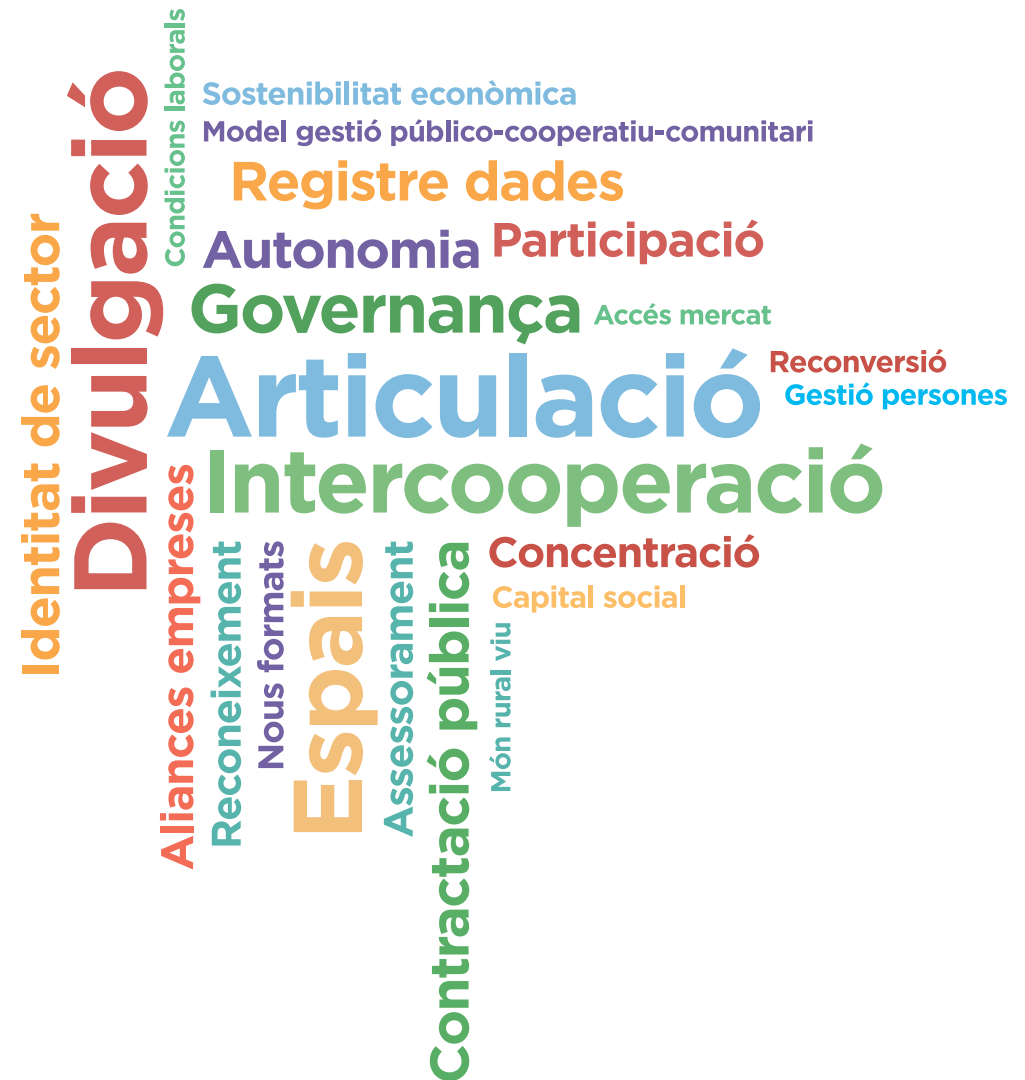 Condicions laborals
Sostenibilitat econòmica
Model gestió público-cooperatiu-comunitari
Registre dades
Autonomia
Participació
Governança
Accés mercat
Identitat de sector
Divulgació
Articulació
Reconversió
Gestió persones
Intercooperació
Aliances empreses
Reconeixement
Nous formats
Espais
Assessorament
Contractació pública
Concentració
Capital social
Món rural viu